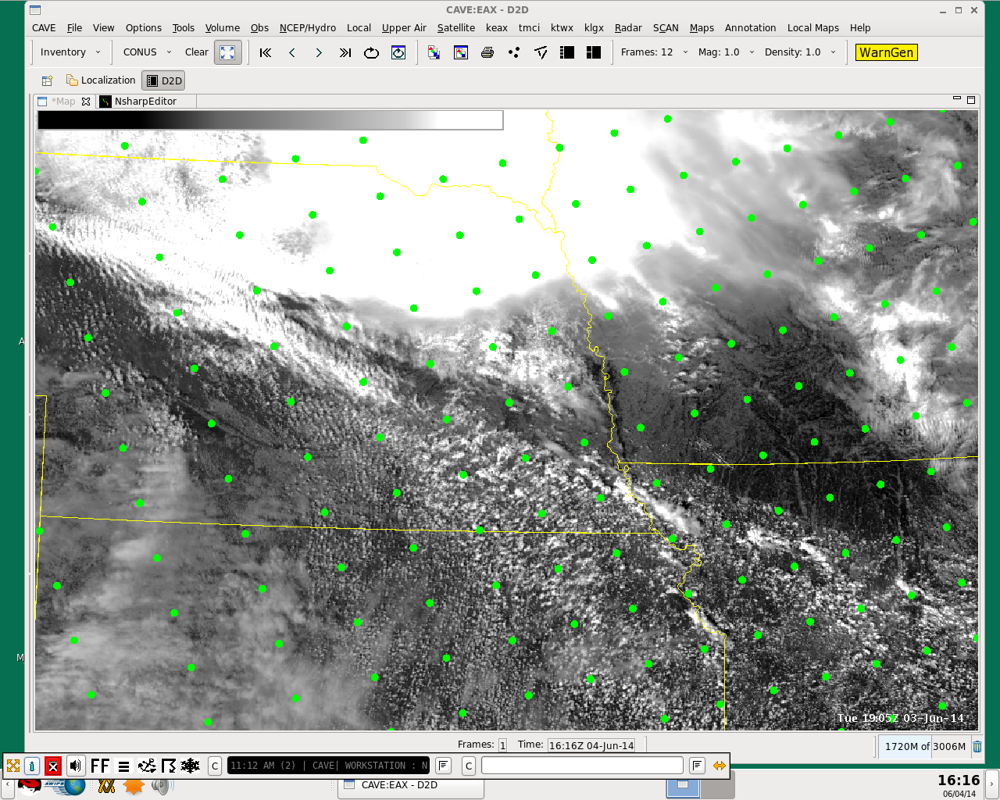 CAVE:EAX - D2D
CAVE File View Options Tools Volume Obs NCEP/Hydro Local Upper Air Satellite keax tmci ktwx klgx Radar SCAN Maps Annotation Local Maps Help
Inventory CONUS Clear Frames: 12 Mag: 1.0 Density: 1.0 WarnGen
Localization D2D
*Map NsharpEditor
A
M
Tue 19:05Z 03-Jun-14
Frames: 1 Time: 16:16Z 04-Jun-14 1720M of 3006M
FF C 11:12 AM (2) | CAVE| WORKSTATION : N C
AWIPS CAVE:EAX - D2D 16:16
06/04/14